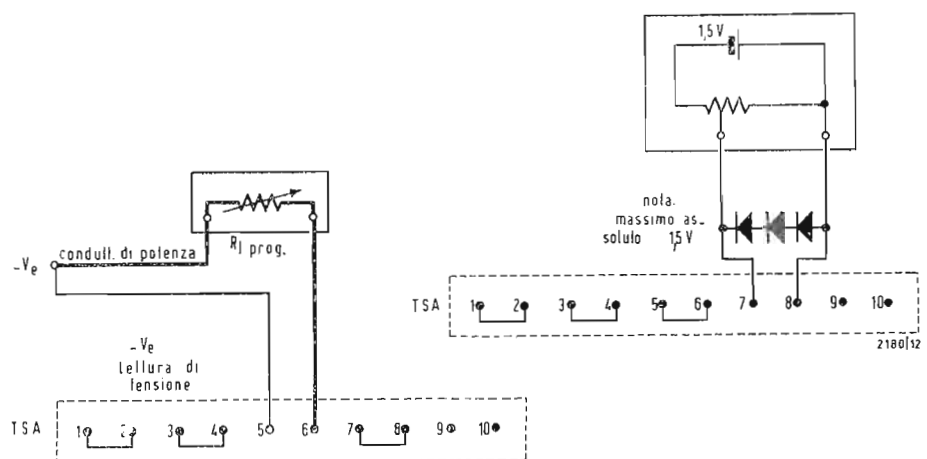 1,5 V
nota.
massimo as-
soluto 1,5 V
TSA 1 2 3 4 5 6 7 8 9 10
2180/12
RI prog.
condutt. di potenza
-Ve
-Ve
Lettura di
tensione
TSA 1 2 3 4 5 6 7 8 9 10